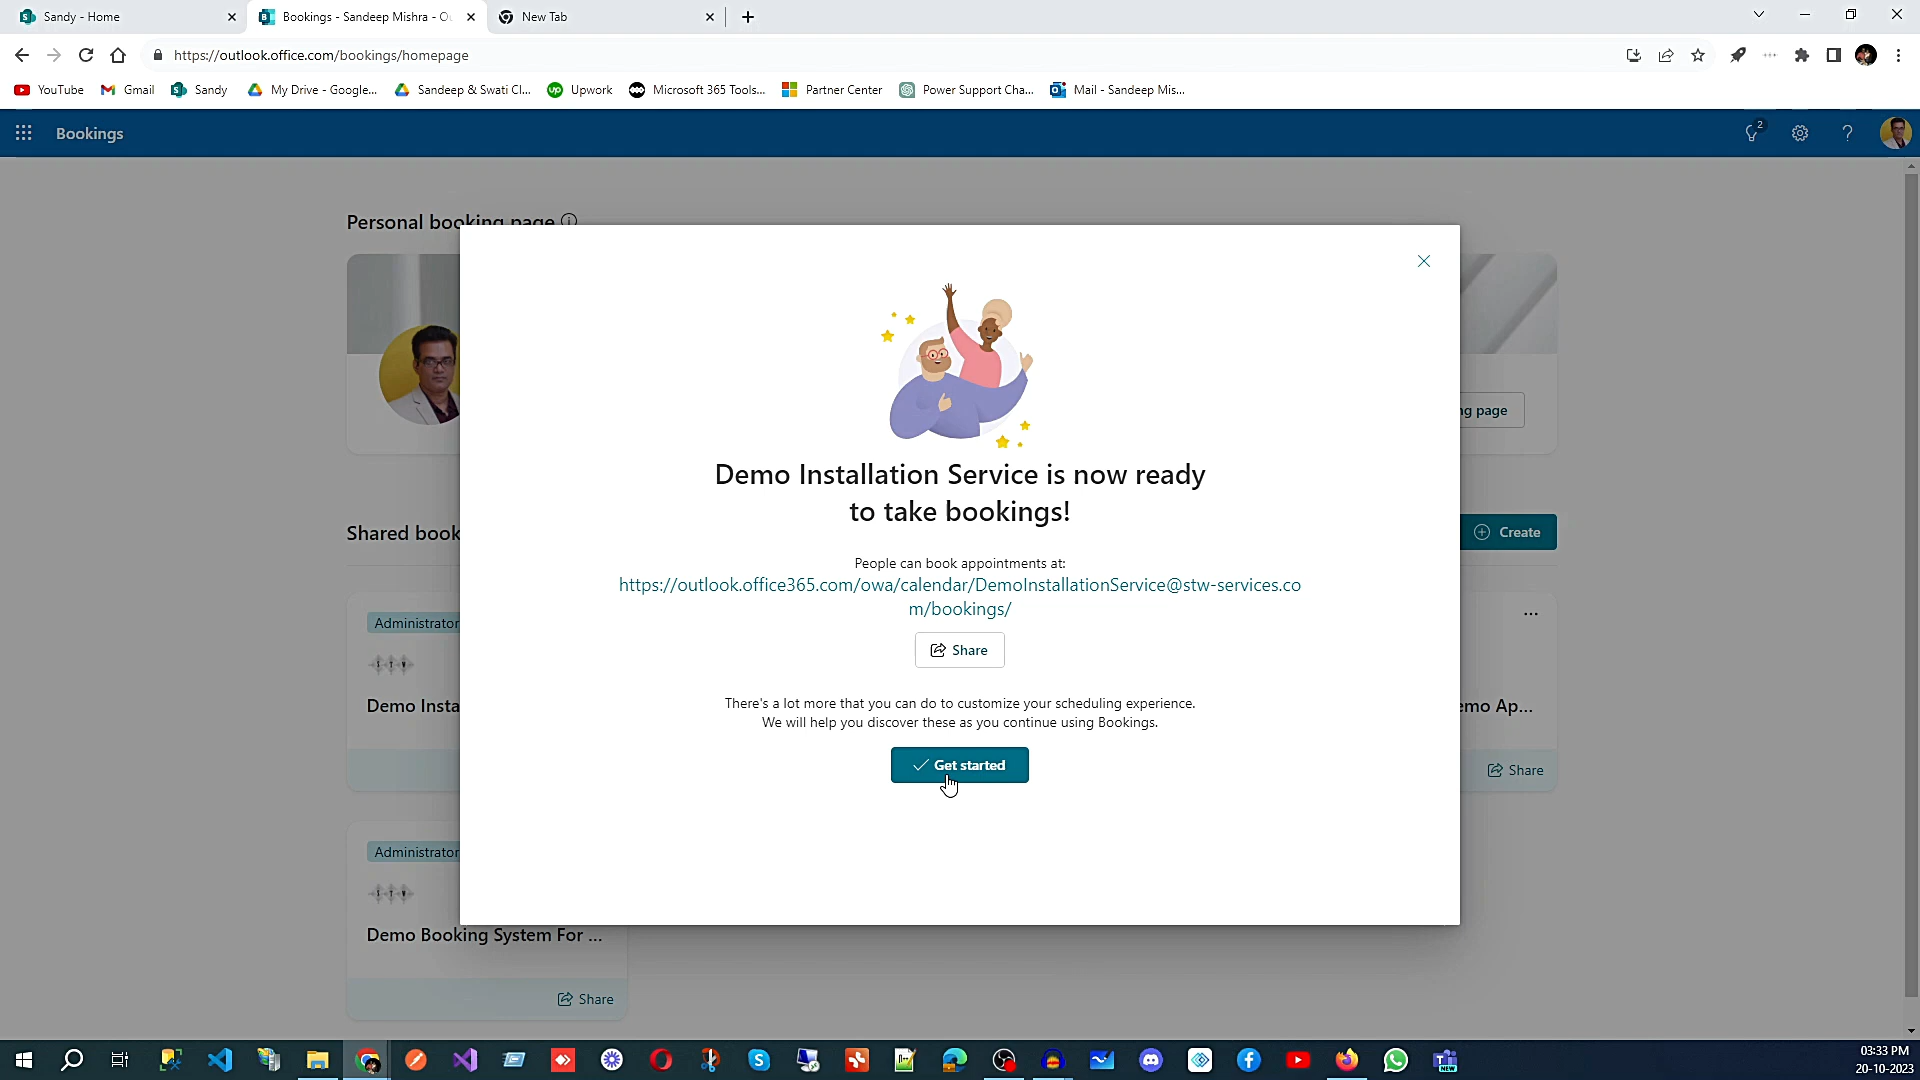 Sandy - Home
Bookings - Sandeep Mishra - Ou
New Tab
https://outlook.office.com/bookings/homepage
YouTube
Gmail
Sandy
My Drive - Google...
Sandeep & Swati Cl...
Upwork
Microsoft 365 Tools...
Partner Center
Power Support Cha...
Mail - Sandeep Mis...
Bookings
2
Personal booking page
ng page
Demo Installation Service is now ready
to take bookings!
Shared book
Create
People can book appointments at:
https://outlook.office365.com/owa/calendar/DemoInstallationService@stw-services.co
m/bookings/
Administrator
S T W
Share
Demo Insta
emo Ap...
There's a lot more that you can do to customize your scheduling experience.
We will help you discover these as you continue using Bookings.
Get started
Share
Administrator
S T W
Demo Booking System For ...
Share
03:33 PM
20-10-2023
NEW